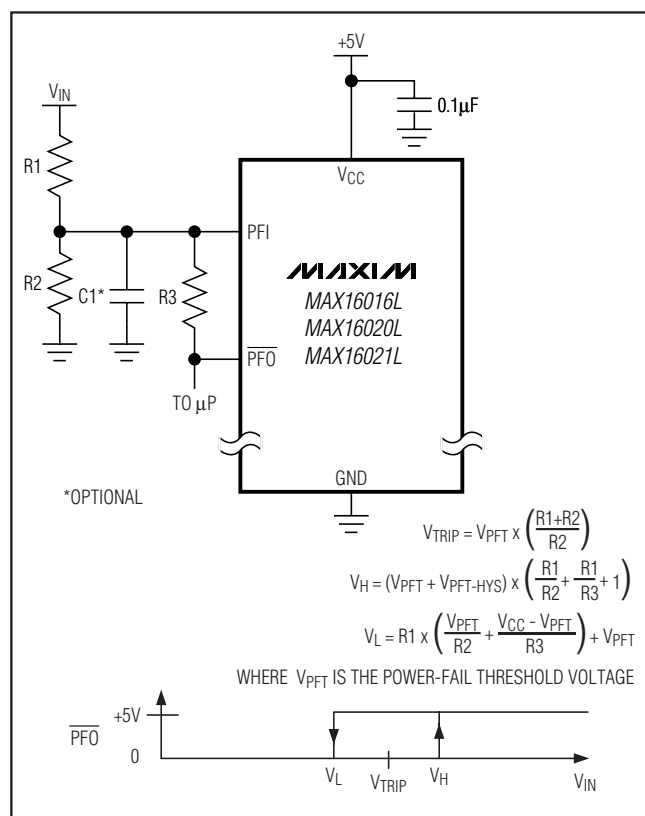 +5V
0.1µF
VIN
R1
VCC
PFI
R2
C1*
R3
MAXIM
MAX16016L
MAX16020L
MAX16021L
PFO
TO µP
GND
*OPTIONAL
VTRIP = VPFT x (R1+R2 / R2)
VH = (VPFT + VPFT-HYS) x (R1 / R2 + R1 / R3 + 1)
VL = R1 x (VPFT / R2 + VCC - VPFT / R3) + VPFT
WHERE VPFT IS THE POWER-FAIL THRESHOLD VOLTAGE
PFO
+5V
0
VL
VTRIP
VH
VIN